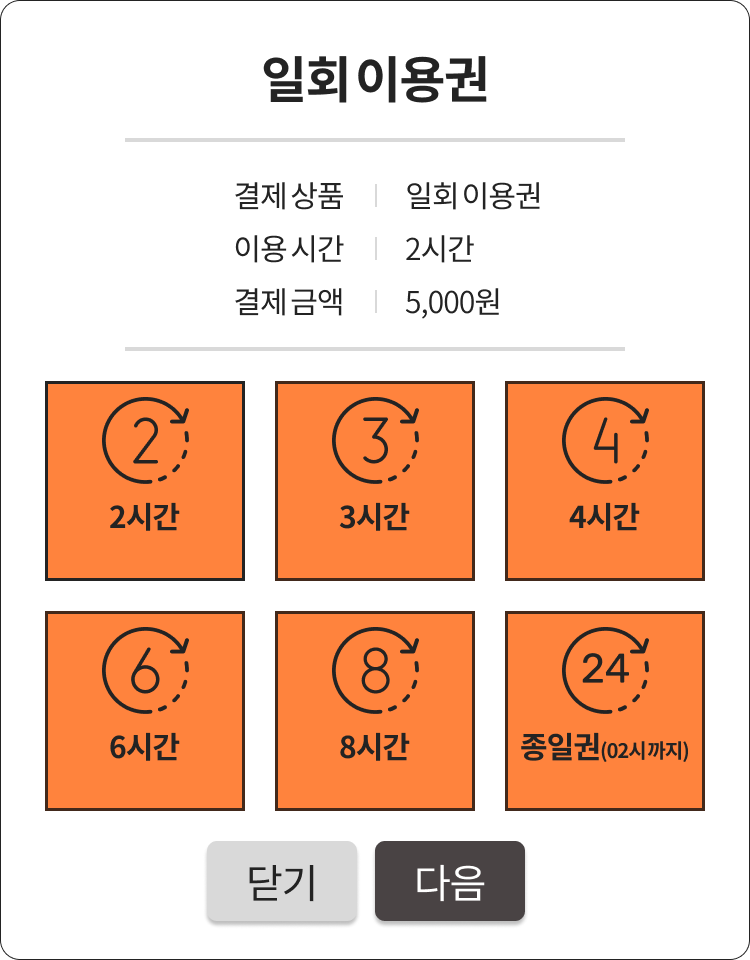 일회 이용권
결제 상품 일회 이용권
이용 시간 2시간
결제 금액 5,000원
2 3 4
2시간 3시간 4시간
6 8 24
6시간 8시간 종일권(02시 까지)
닫기 다음